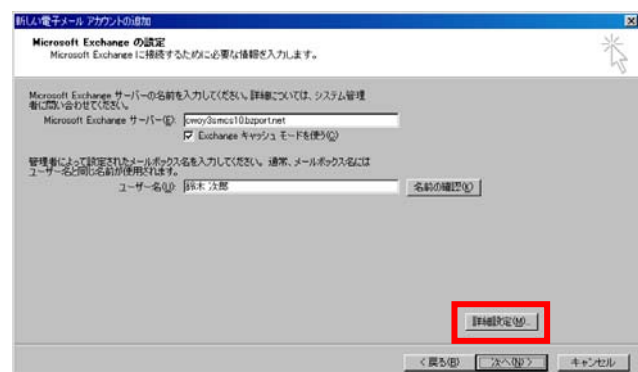 新しい電子メール アカウントの追加
Microsoft Exchange の設定
Microsoft Exchange に接続するために必要な情報を入力します。
Microsoft Exchange サーバーの名前を入力してください。詳細については、システム管理
者に問い合わせてください。
Microsoft Exchange サーバー(E):
Exchange キャッシュ モードを使う(C)
管理者によって設定されたメールボックス名を入力してください。通常、メールボックス名には
ユーザー名と同じ名前が使用されます。
ユーザー名(U): 鈴木 次郎
名前の確認(K)
詳細設定(M)...
< 戻る(B)
次へ(N) >
キャンセル